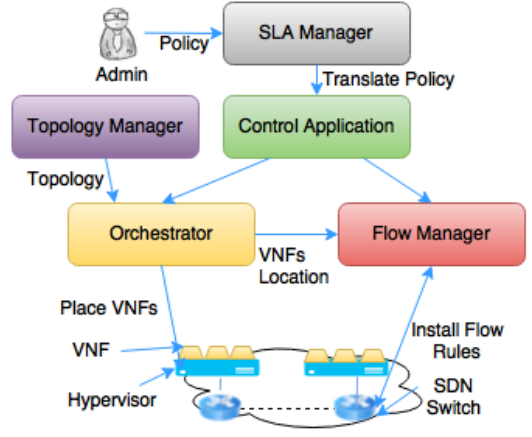 SLA Manager
Policy
Admin
Translate Policy
Topology Manager
Control Application
Topology
Orchestrator
Flow Manager
VNFs
Location
Place VNFs
VNF
Install Flow
Rules
Hypervisor
SDN
Switch